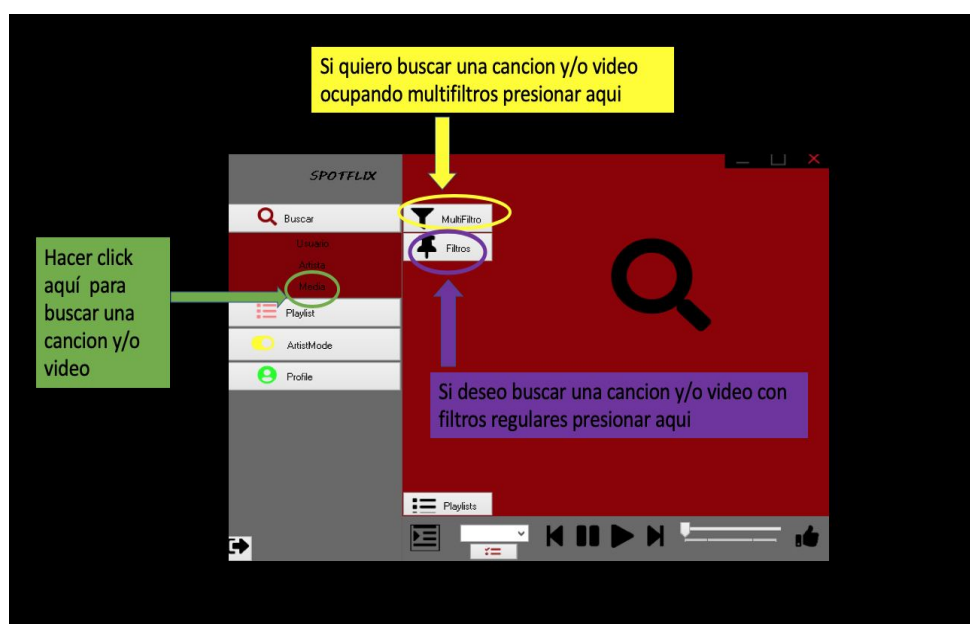 Si quiero buscar una cancion y/o video
ocupando multifiltros presionar aqui
SPOTFLIX
Buscar
MultiFiltro
Usuario
Filtros
Artista
Media
Hacer click
aquí para
buscar una
cancion y/o
video
Playlist
ArtistMode
Profile
Si deseo buscar una cancion y/o video con
filtros regulares presionar aqui
Playlists